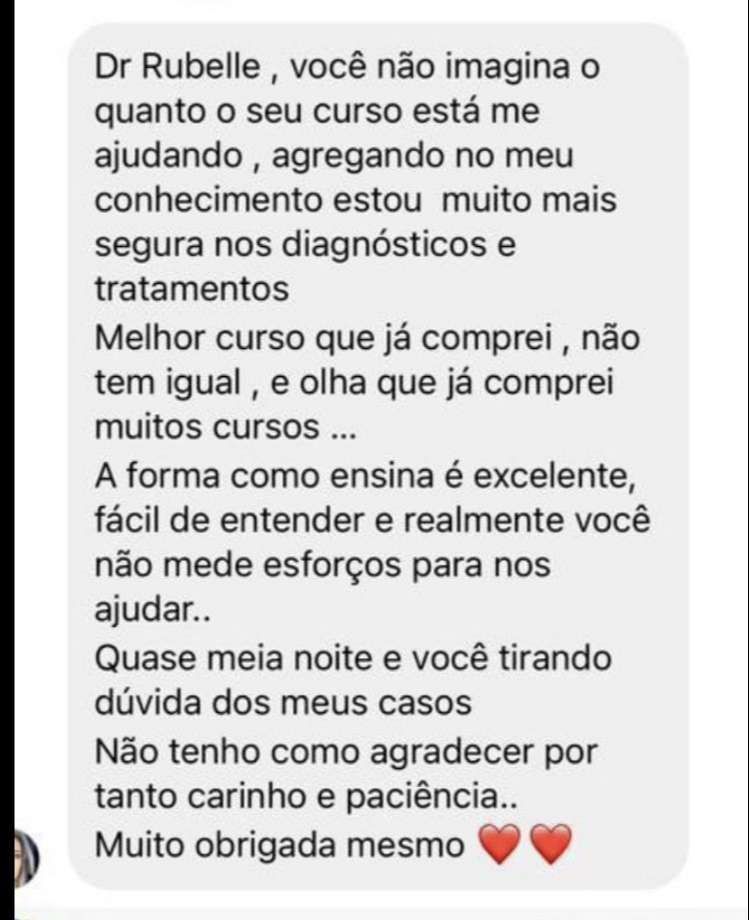 Dr Rubelle , você não imagina o
quanto o seu curso está me
ajudando , agregando no meu
conhecimento estou  muito mais
segura nos diagnósticos e
tratamentos
Melhor curso que já comprei , não
tem igual , e olha que já comprei
muitos cursos ...
A forma como ensina é excelente,
fácil de entender e realmente você
não mede esforços para nos
ajudar..
Quase meia noite e você tirando
dúvida dos meus casos
Não tenho como agradecer por
tanto carinho e paciência..
Muito obrigada mesmo ❤️ ❤️